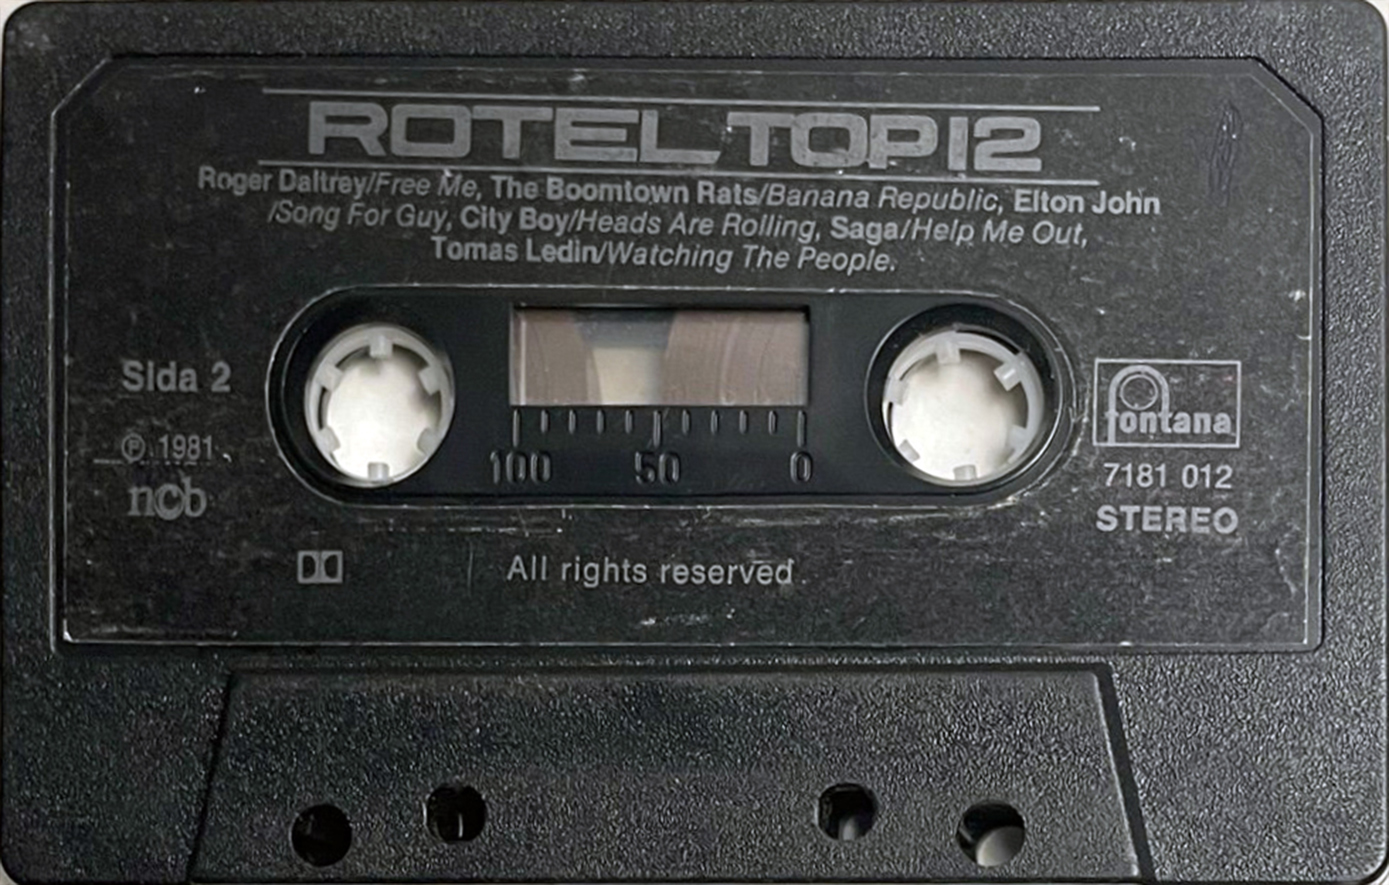 ROTEL TOP 12
Roger Daltrey/Free Me, The Boomtown Rats/Banana Republic, Elton John
/Song For Guy, City Boy/Heads Are Rolling, Saga/Help Me Out,
Tomas Ledin/Watching The People.
Sida 2
℗ 1981
ncb
100 50 0
fontana
7181 012
STEREO
All rights reserved.